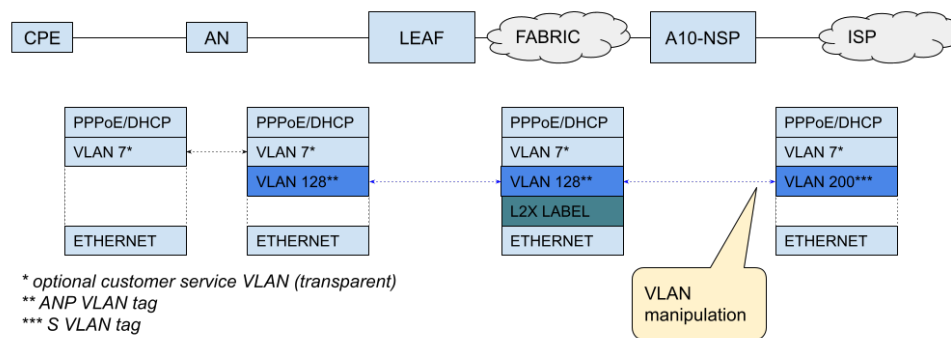 CPE
AN
LEAF
FABRIC
A10-NSP
ISP
PPPoE/DHCP
VLAN 7*
ETHERNET
PPPoE/DHCP
VLAN 7*
VLAN 128**
ETHERNET
PPPoE/DHCP
VLAN 7*
VLAN 128**
L2X LABEL
ETHERNET
PPPoE/DHCP
VLAN 7*
VLAN 200***
ETHERNET
* optional customer service VLAN (transparent)
** ANP VLAN tag
*** S VLAN tag
VLAN
manipulation